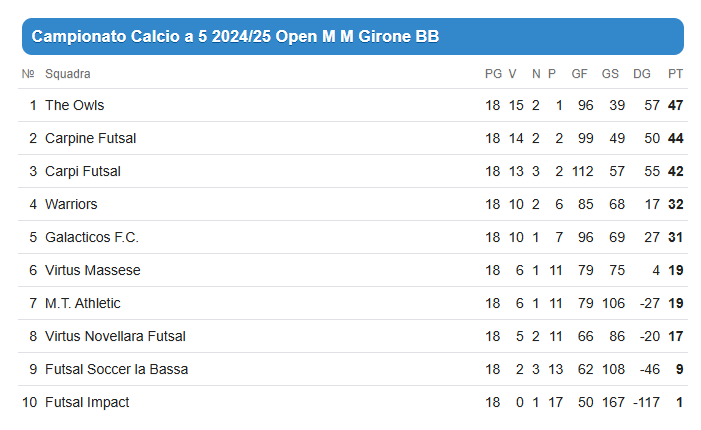 Campionato Calcio a 5 2024/25 Open M M Girone BB
№ Squadra PG V N P GF GS DG PT
1 The Owls 18 15 2 1 96 39 57 47
2 Carpine Futsal 18 14 2 2 99 49 50 44
3 Carpi Futsal 18 13 3 2 112 57 55 42
4 Warriors 18 10 2 6 85 68 17 32
5 Galacticos F.C. 18 10 1 7 96 69 27 31
6 Virtus Massese 18 6 1 11 79 75 4 19
7 M.T. Athletic 18 6 1 11 79 106 -27 19
8 Virtus Novellara Futsal 18 5 2 11 66 86 -20 17
9 Futsal Soccer la Bassa 18 2 3 13 62 108 -46 9
10 Futsal Impact 18 0 1 17 50 167 -117 1